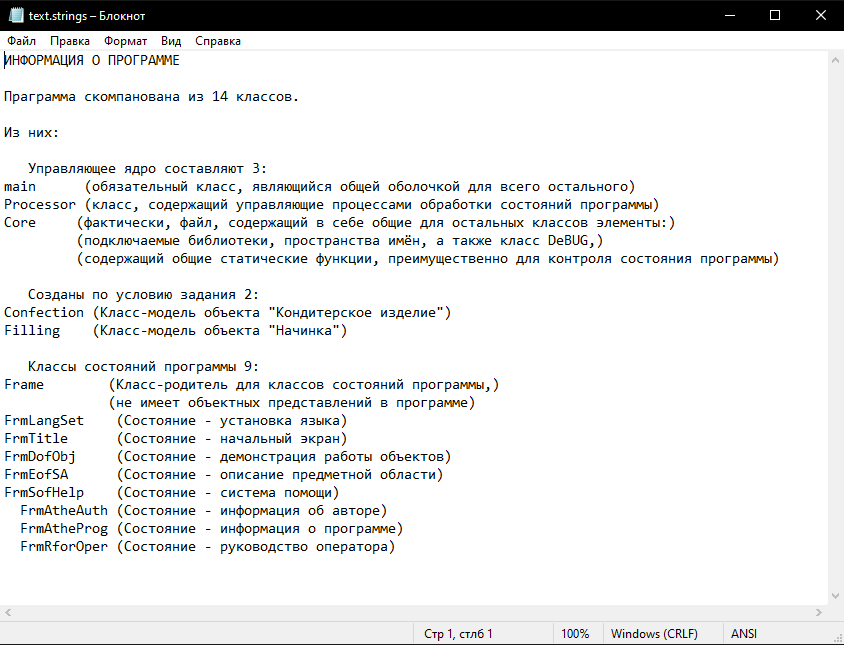 text.strings – Блокнот
Файл Правка Формат Вид Справка
ИНФОРМАЦИЯ О ПРОГРАММЕ
Праграмма скомпанована из 14 классов.
Из них:
Управляющее ядро составляют 3:
main (обязательный класс, являющийся общей оболочкой для всего остального)
Processor (класс, содержащий управляющие процессами обработки состояний программы)
Core (фактически, файл, содержащий в себе общие для остальных классов элементы:)
(подключаемые библиотеки, пространства имён, а также класс DeBUG,)
(содержащий общие статические функции, преимущественно для контроля состояния программы)
Созданы по условию задания 2:
Confection (Класс-модель объекта "Кондитерское изделие")
Filling (Класс-модель объекта "Начинка")
Классы состояний программы 9:
Frame (Класс-родитель для классов состояний программы,)
(не имеет объектных представлений в программе)
FrmLangSet (Состояние - установка языка)
FrmTitle (Состояние - начальный экран)
FrmDofObj (Состояние - демонстрация работы объектов)
FrmEofSA (Состояние - описание предметной области)
FrmSofHelp (Состояние - система помощи)
FrmAtheAuth (Состояние - информация об авторе)
FrmAtheProg (Состояние - информация о программе)
FrmRforOper (Состояние - руководство оператора)
Стр 1, стлб 1 100% Windows (CRLF) ANSI